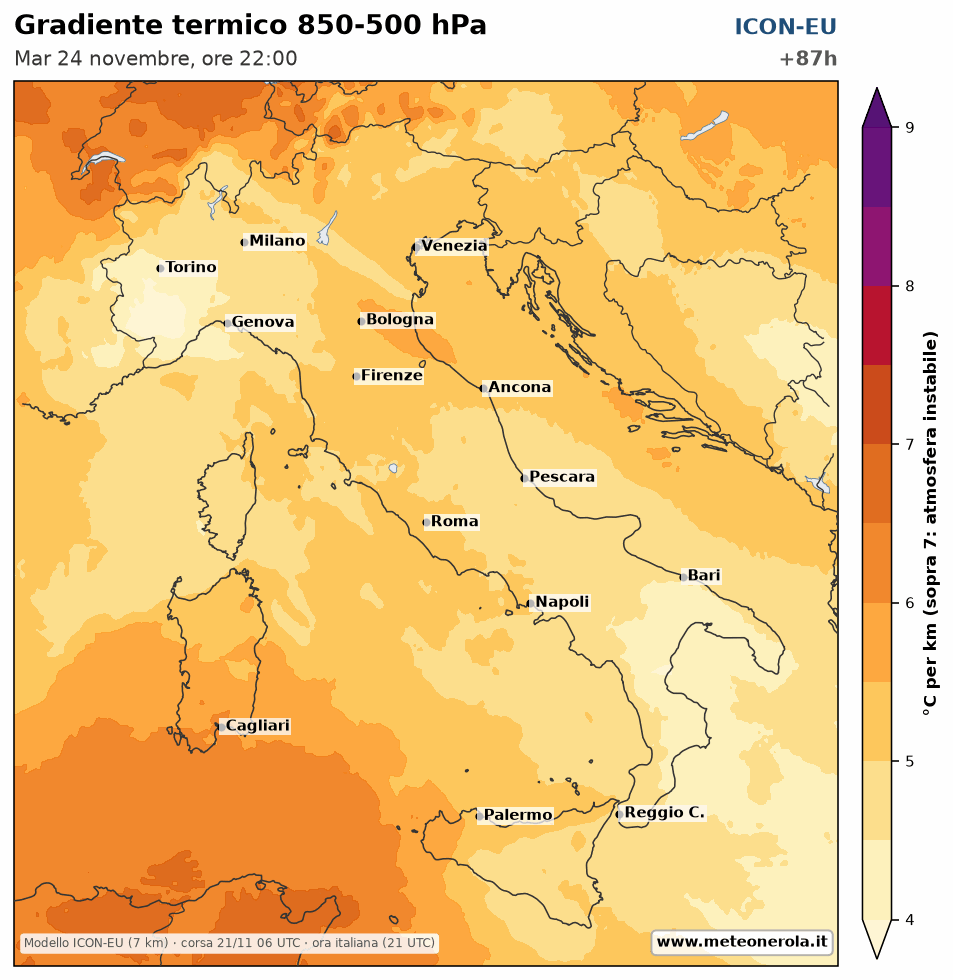 Gradiente termico 850-500 hPa
ICON-EU
Mar 24 novembre, ore 22:00
+87h
9
8
7
6
5
4
°C per km (sopra 7: atmosfera instabile)
Milano
Venezia
Torino
Genova
Bologna
Firenze
Ancona
Pescara
Roma
Bari
Napoli
Cagliari
Palermo
Reggio C.
Modello ICON-EU (7 km) · corsa 21/11 06 UTC · ora italiana (21 UTC)
www.meteonerola.it